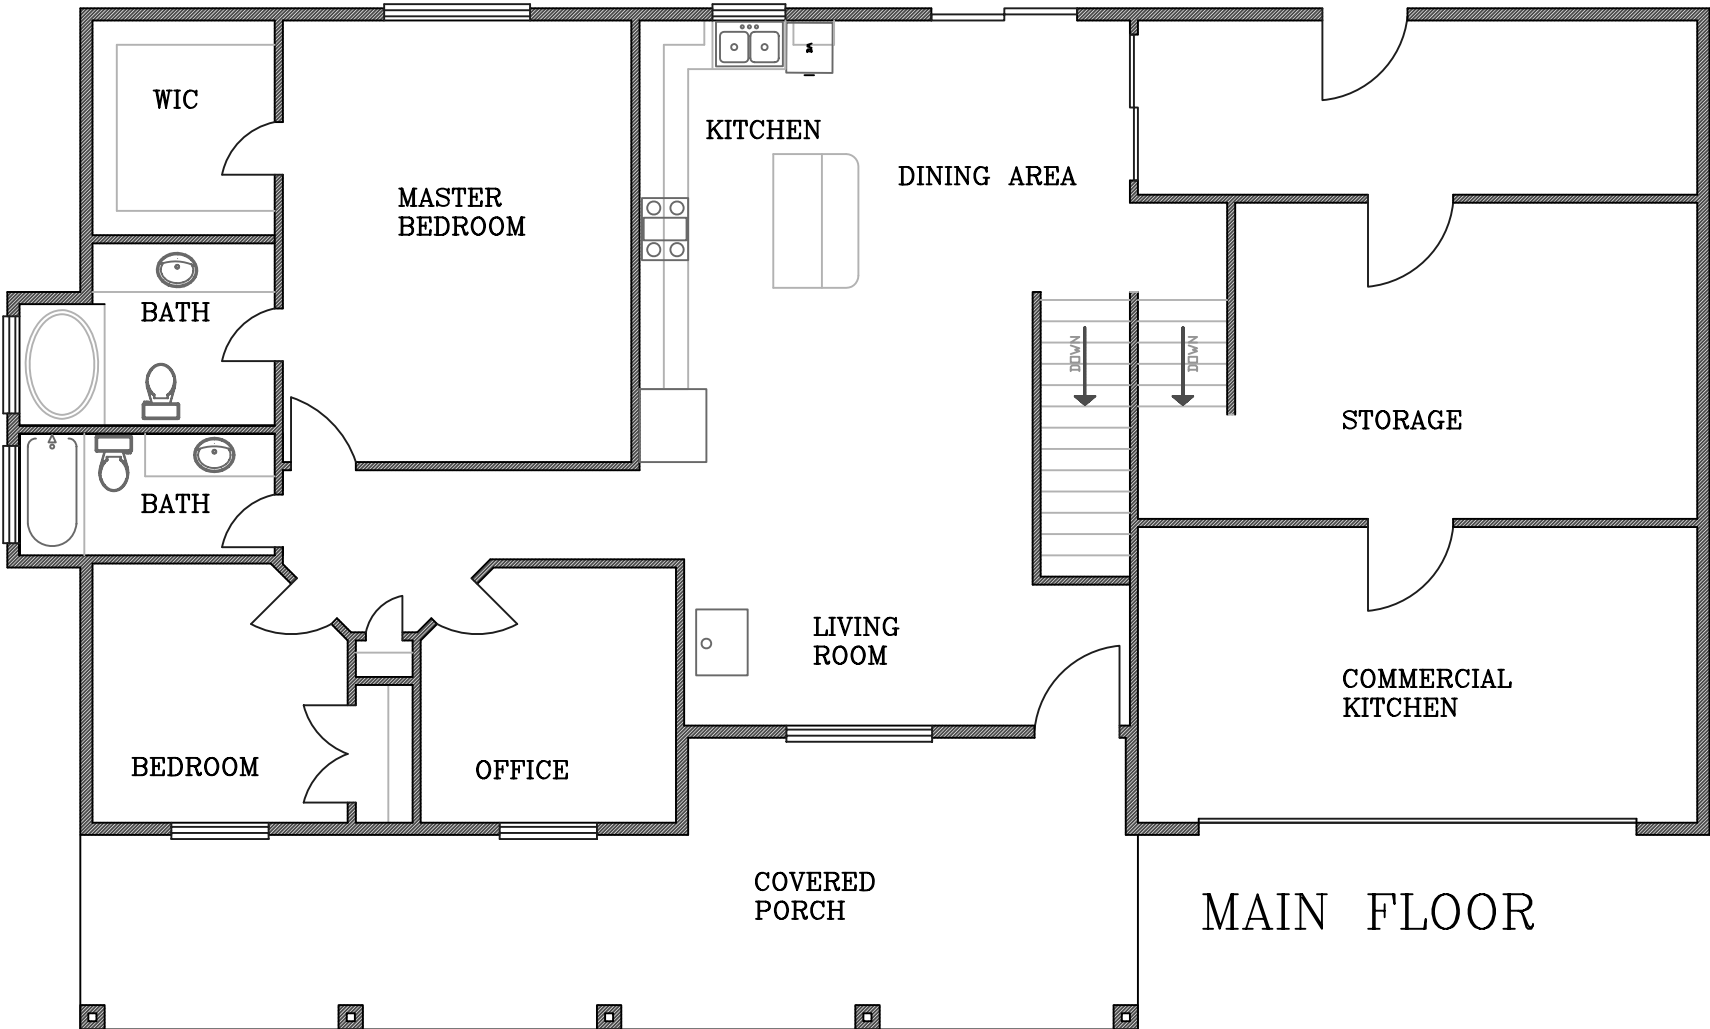 WIC
KITCHEN
DINING AREA
MASTER
BEDROOM
BATH
DOWN
DOWN
STORAGE
BATH
LIVING
ROOM
COMMERCIAL
KITCHEN
BEDROOM
OFFICE
COVERED
PORCH
MAIN FLOOR